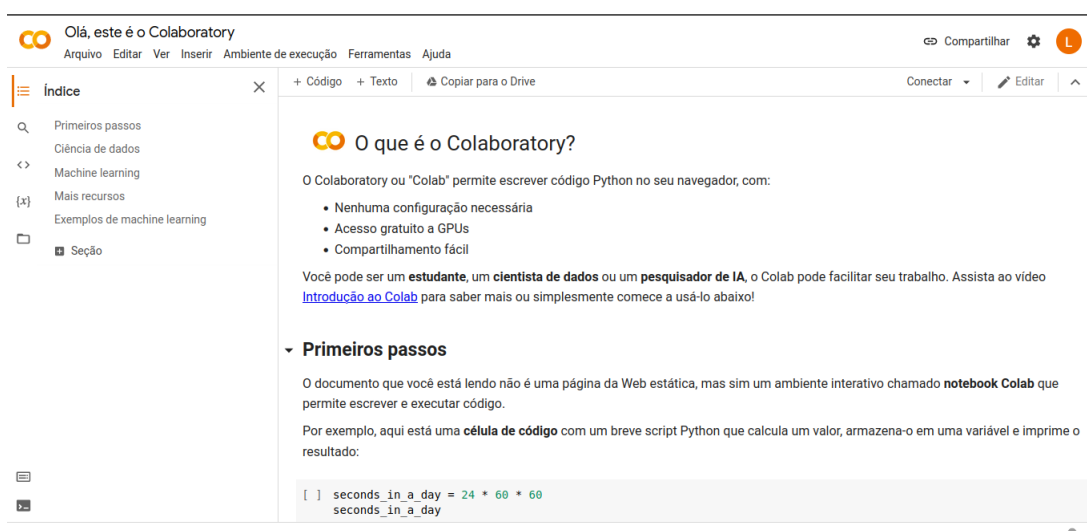 Olá, este é o Colaboratory
Arquivo Editar Ver Inserir Ambiente de execução Ferramentas Ajuda
Compartilhar
L
Índice
Primeiros passos
Ciência de dados
Machine learning
Mais recursos
Exemplos de machine learning
Seção
+ Código + Texto Copiar para o Drive
Conectar
Editar
O que é o Colaboratory?
O Colaboratory ou "Colab" permite escrever código Python no seu navegador, com:
• Nenhuma configuração necessária
• Acesso gratuito a GPUs
• Compartilhamento fácil
Você pode ser um estudante, um cientista de dados ou um pesquisador de IA, o Colab pode facilitar seu trabalho. Assista ao vídeo
Introdução ao Colab para saber mais ou simplesmente comece a usá-lo abaixo!
Primeiros passos
O documento que você está lendo não é uma página da Web estática, mas sim um ambiente interativo chamado notebook Colab que
permite escrever e executar código.
Por exemplo, aqui está uma célula de código com um breve script Python que calcula um valor, armazena-o em uma variável e imprime o
resultado:
[ ] seconds_in_a_day = 24 * 60 * 60
seconds_in_a_day